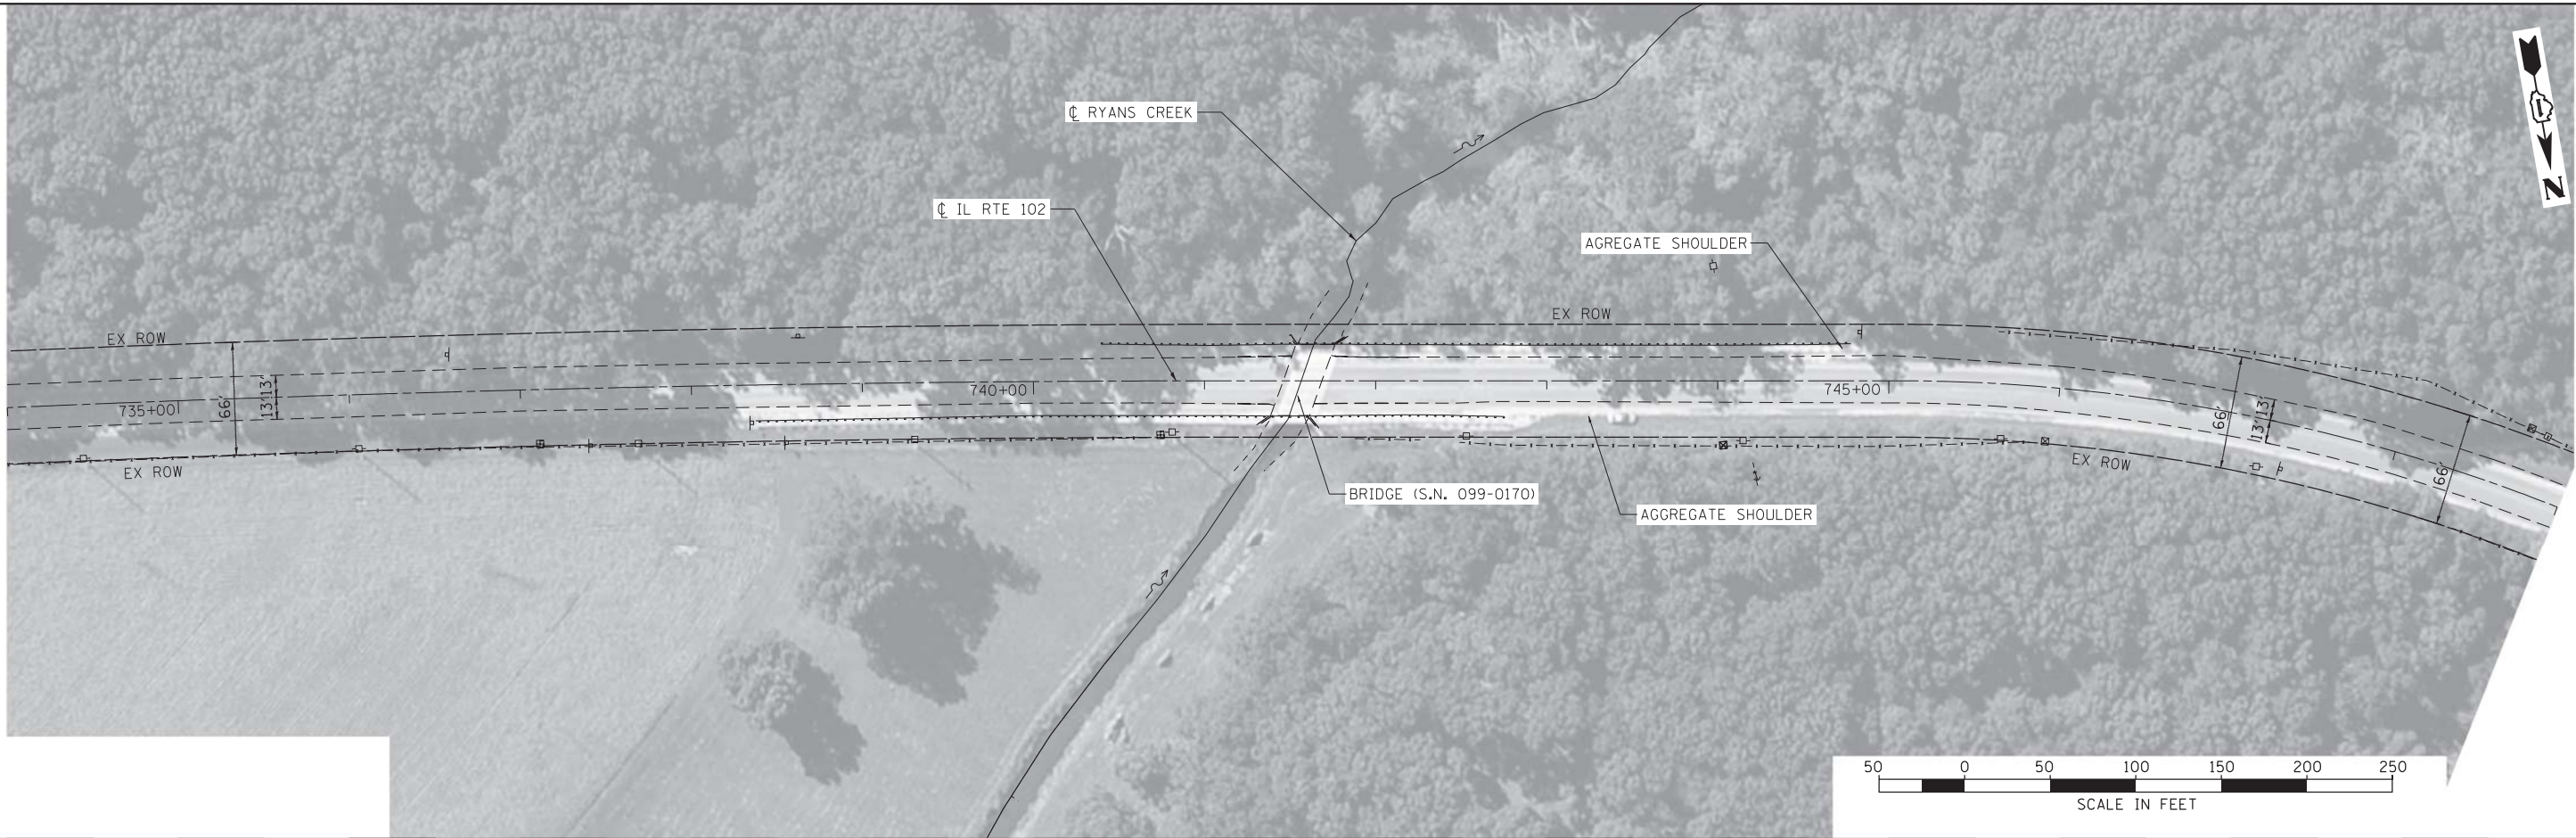 N
℄ RYANS CREEK
℄ IL RTE 102
AGREGATE SHOULDER
EX ROW
EX ROW
735+00
66'
13'
13'
740+00
745+00
66'
13'
13'
66'
EX ROW
EX ROW
BRIDGE (S.N. 099-0170)
AGGREGATE SHOULDER
50 0 50 100 150 200 250
SCALE IN FEET